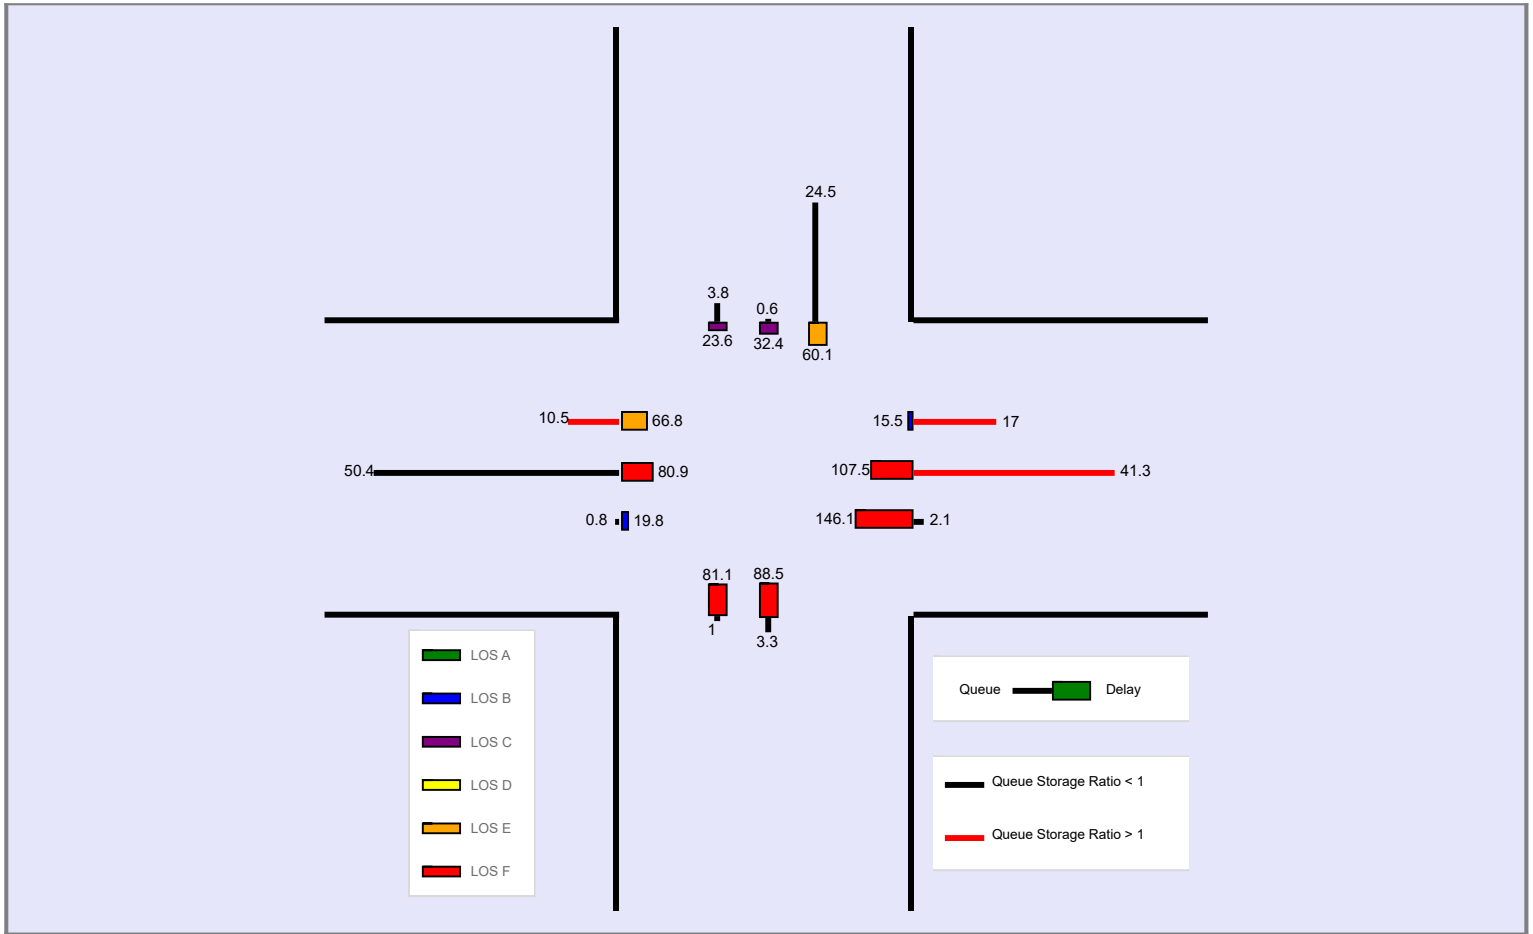 24.5
3.8
0.6
23.6
32.4
60.1
10.5
66.8
15.5
17
50.4
80.9
107.5
41.3
0.8
19.8
146.1
2.1
81.1
88.5
1
3.3
LOS A
LOS B
LOS C
LOS D
LOS E
LOS F
Queue
Delay
Queue Storage Ratio < 1
Queue Storage Ratio > 1